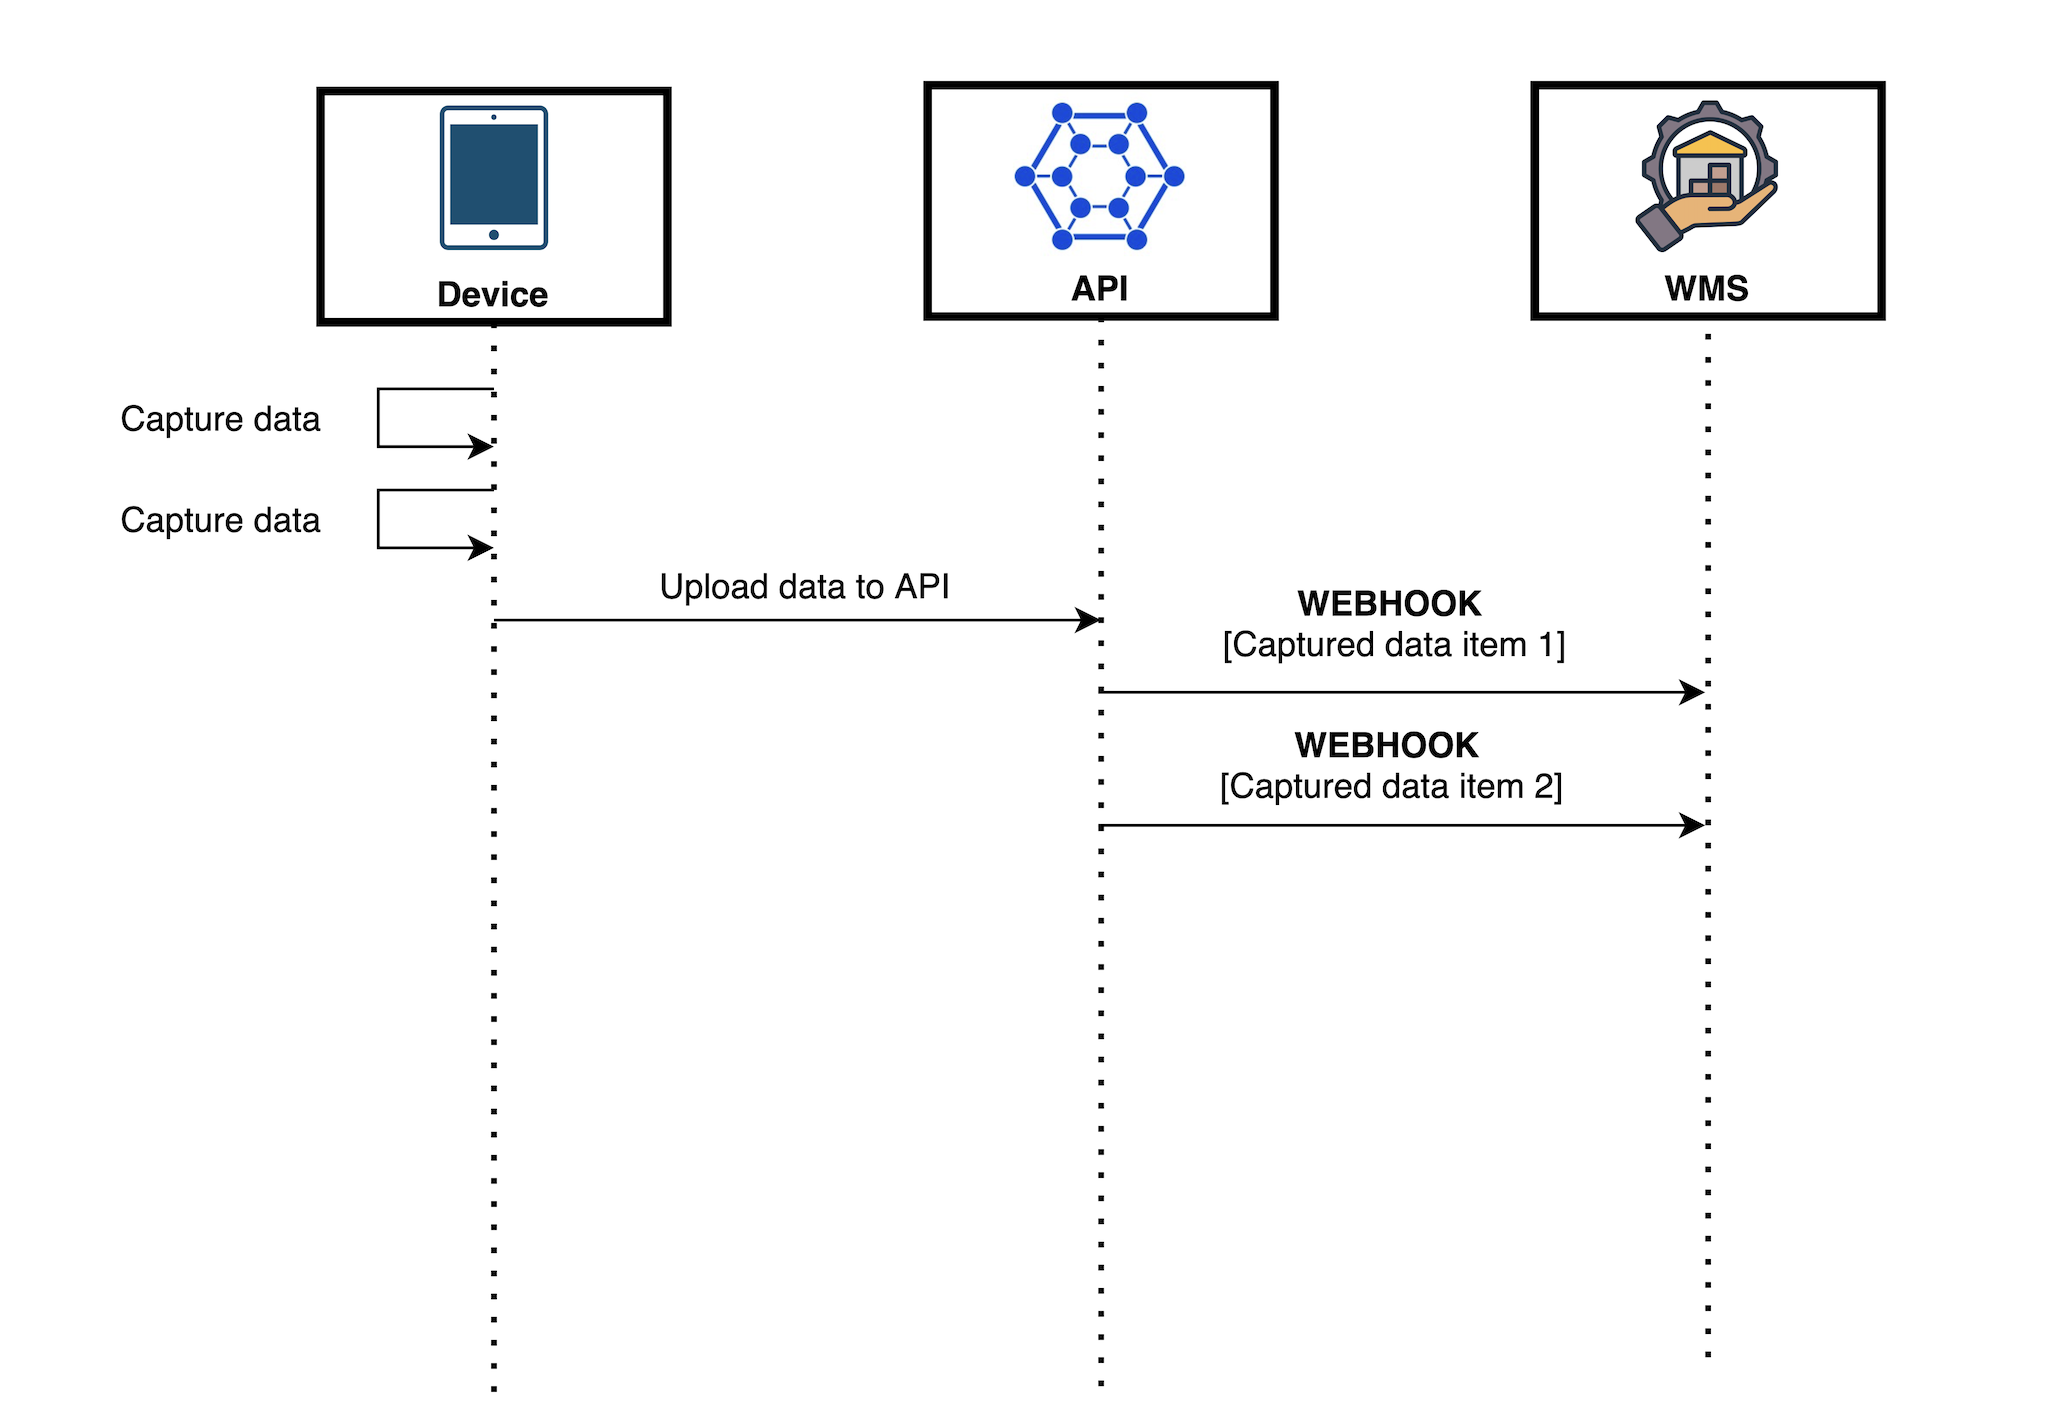 Device
API
WMS
Capture data
Capture data
Upload data to API
WEBHOOK
[Captured data item 1]
WEBHOOK
[Captured data item 2]